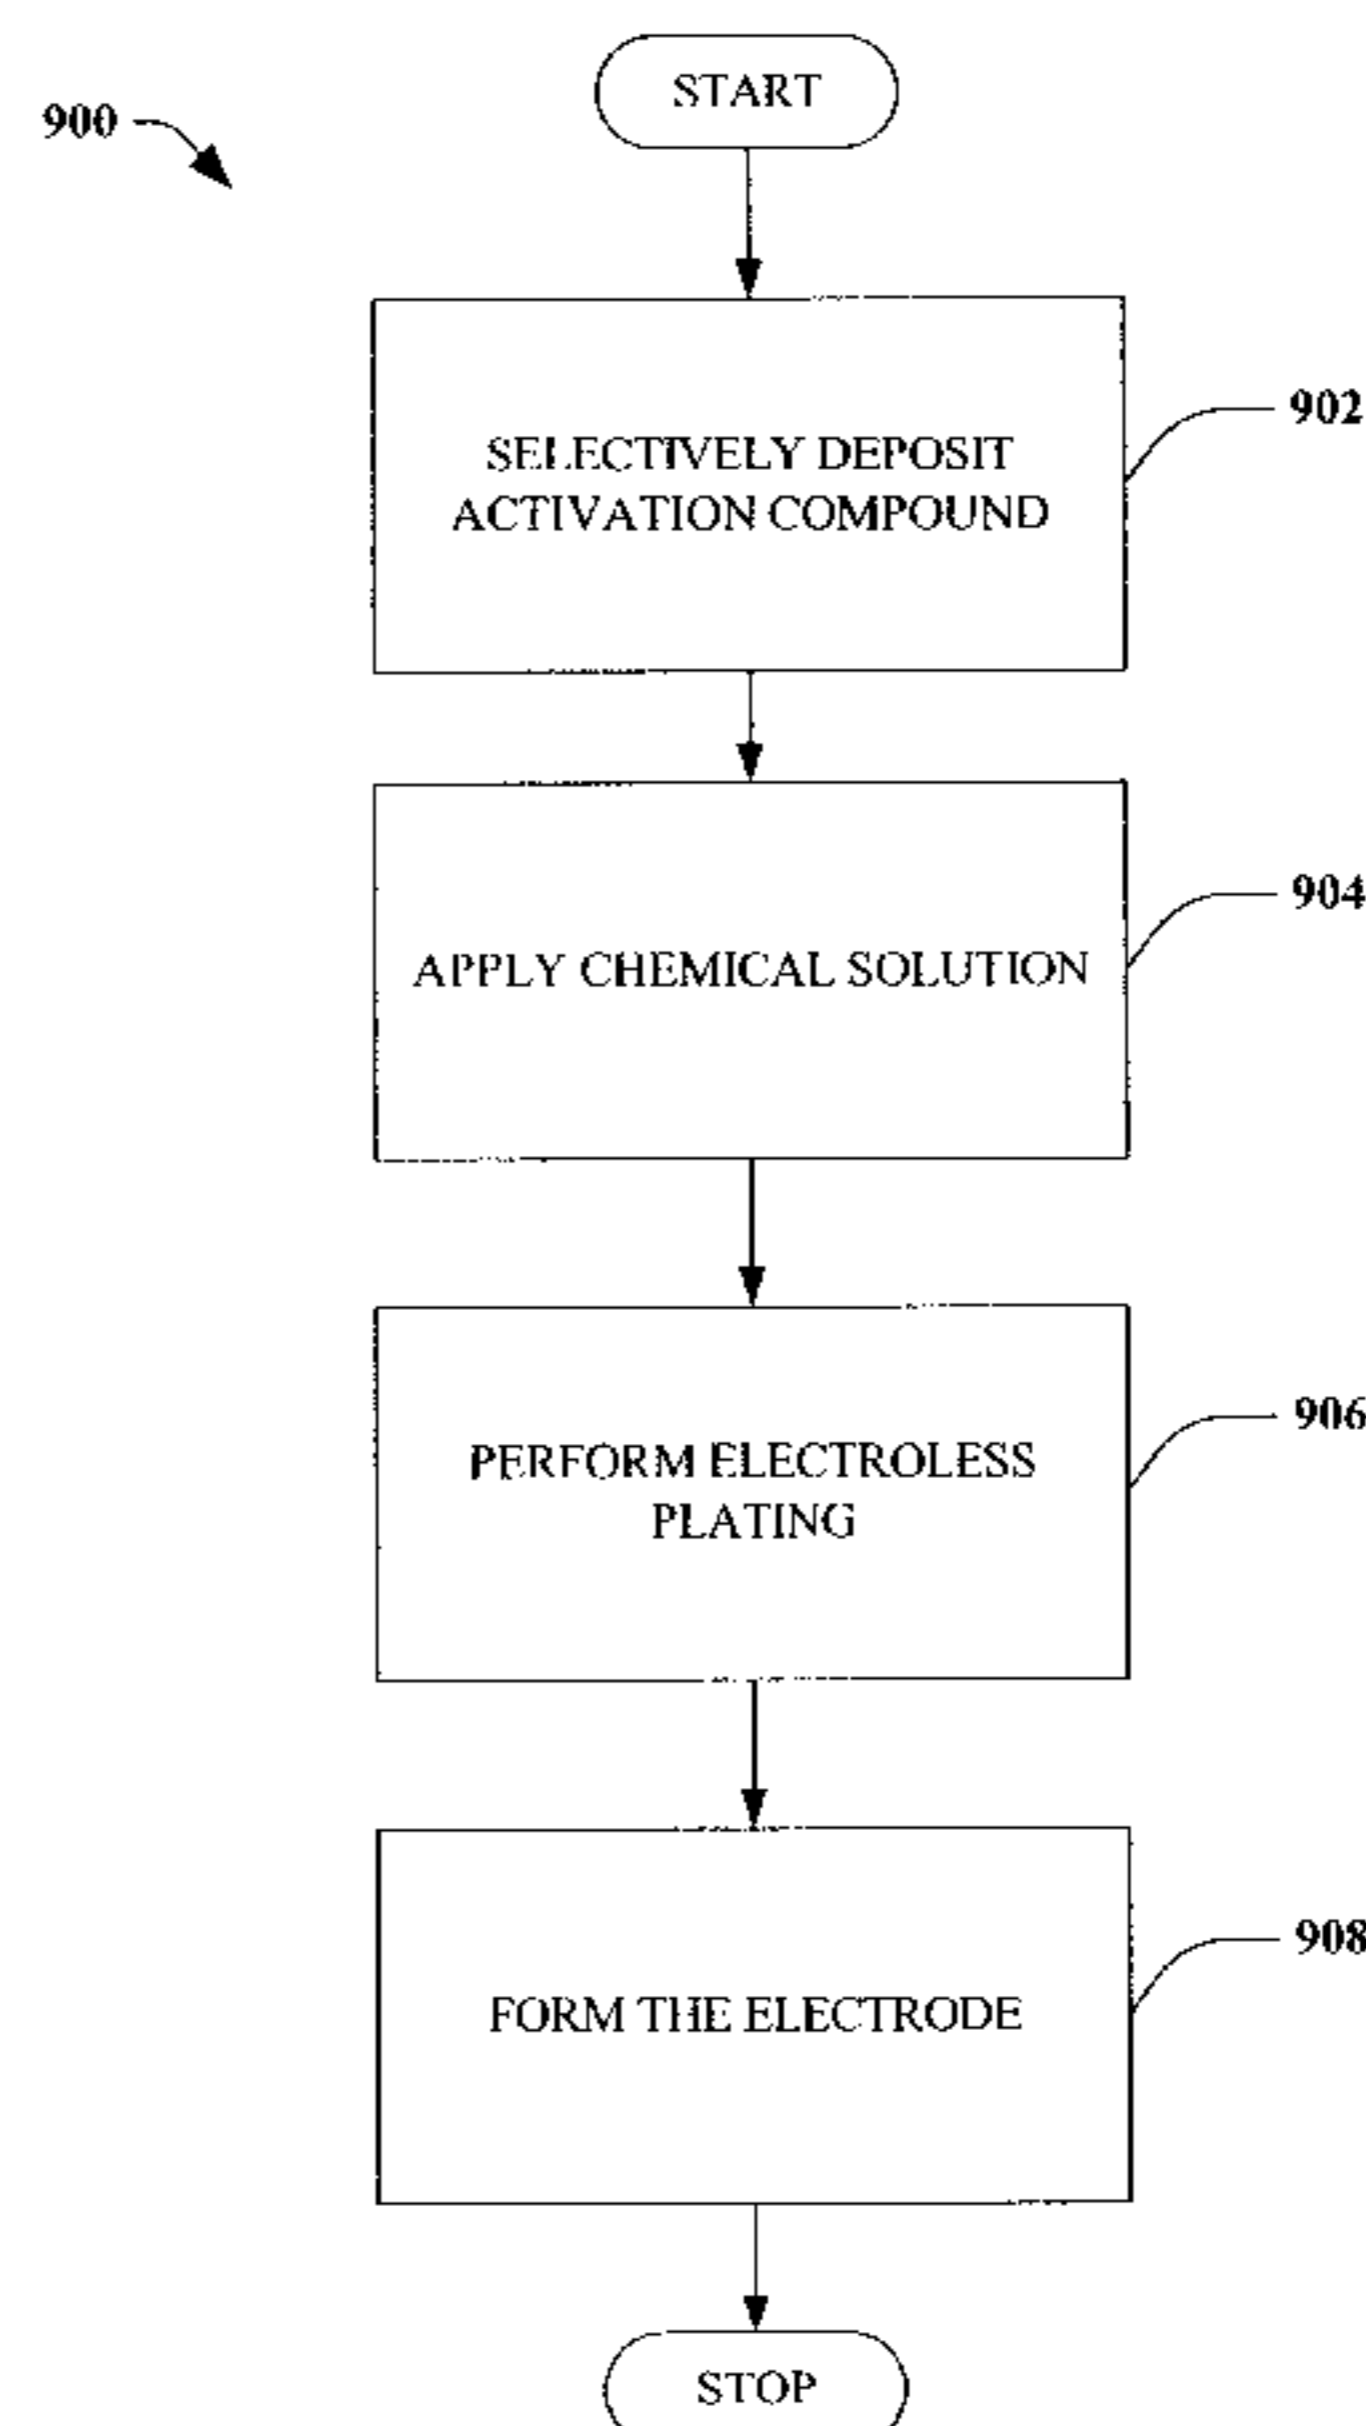 START
900
902
SELECTIVELY DEPOSIT
ACTIVATION COMPOUND
904
APPLY CHEMICAL SOLUTION
906
PERFORM ELECTROLESS
PLATING
908
FORM THE ELECTRODE
STOP